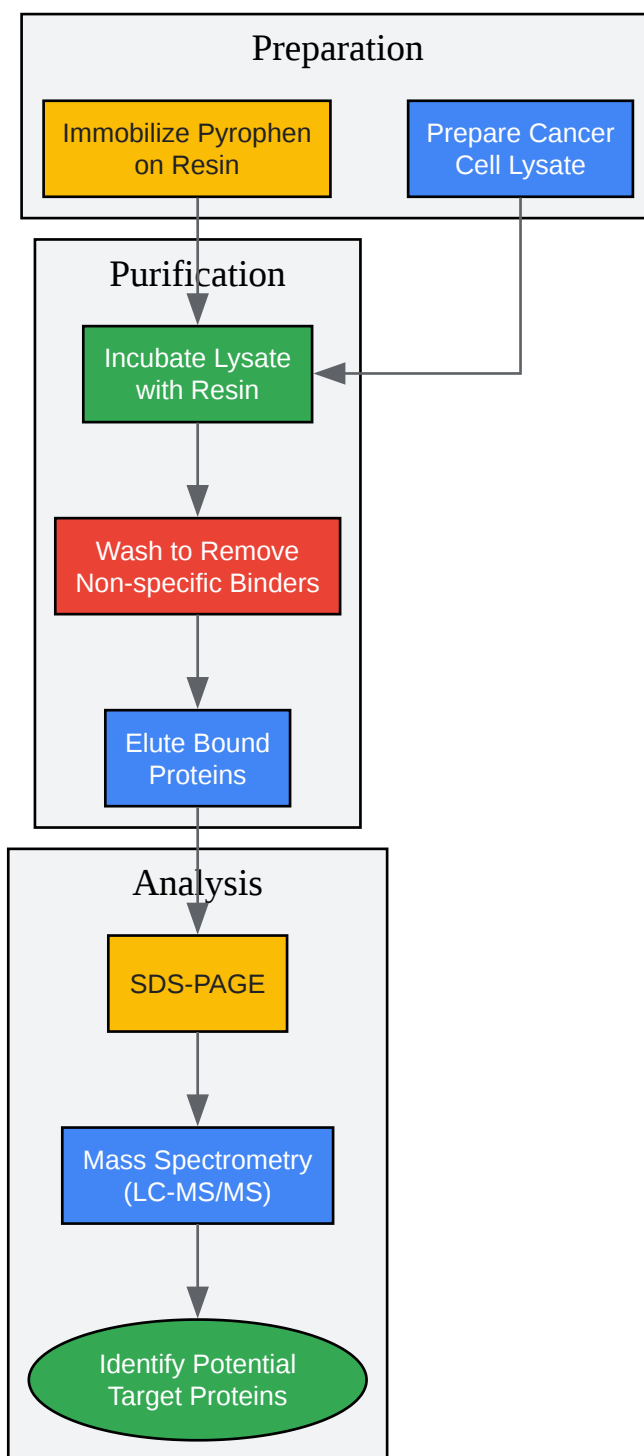 Preparation
Immobilize Pyrophen
on Resin
Prepare Cancer
Cell Lysate
Purification
Incubate Lysate
with Resin
Wash to Remove
Non-specific Binders
Elute Bound
Proteins
Analysis
SDS-PAGE
Mass Spectrometry
(LC-MS/MS)
Identify Potential
Target Proteins